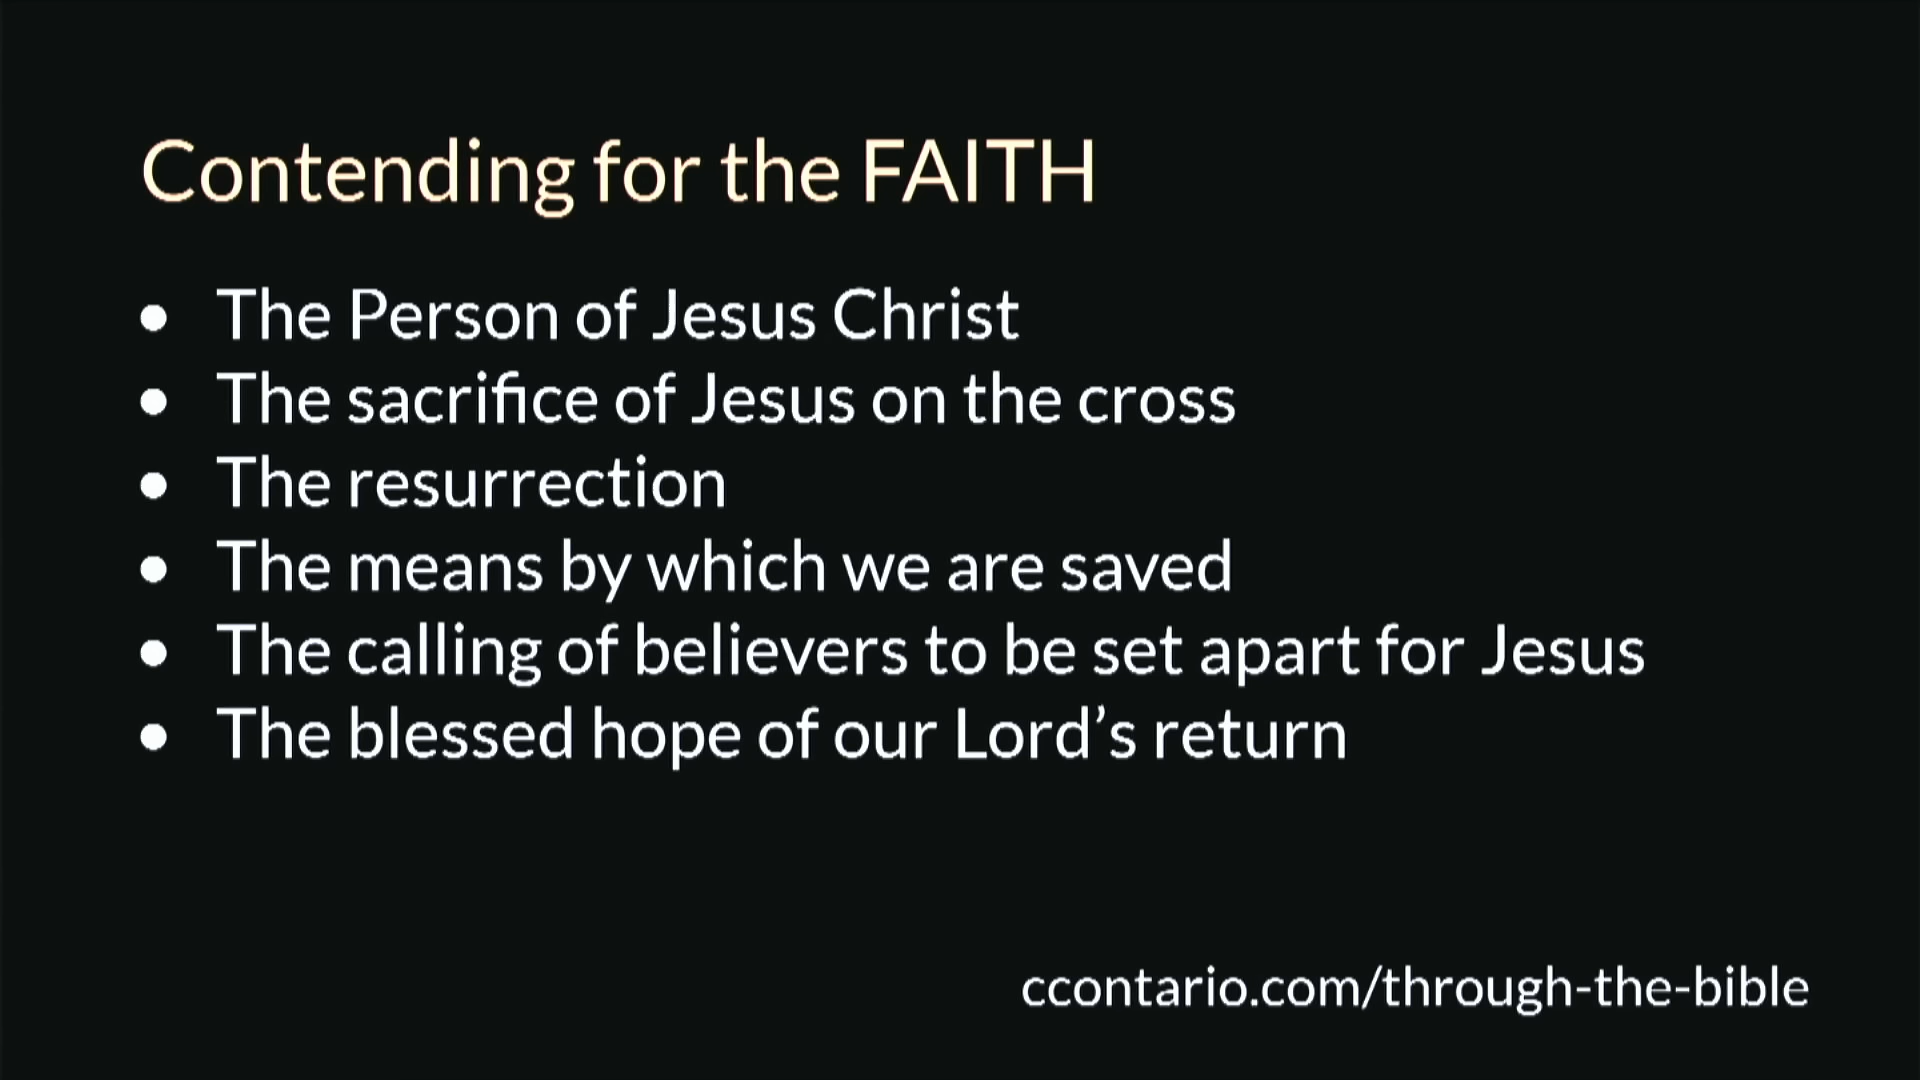 Contending for the FAITH
● The Person of Jesus Christ
● The sacrifice of Jesus on the cross
● The resurrection
● The means by which we are saved
● The calling of believers to be set apart for Jesus
● The blessed hope of our Lord’s return
ccontario.com/through-the-bible